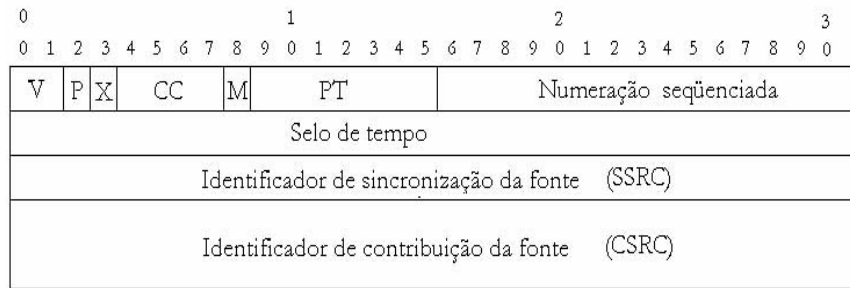 0 1 2 3
0 1 2 3 4 5 6 7 8 9 0 1 2 3 4 5 6 7 8 9 0 1 2 3 4 5 6 7 8 9 0
V P X CC M PT Numeração seqüenciada
Selo de tempo
Identificador de sincronização da fonte (SSRC)
Identificador de contribuição da fonte (CSRC)